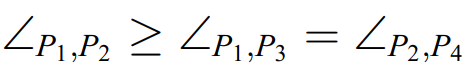 ∠P₁,P₂ ≥ ∠P₁,P₃ = ∠P₂,P₄